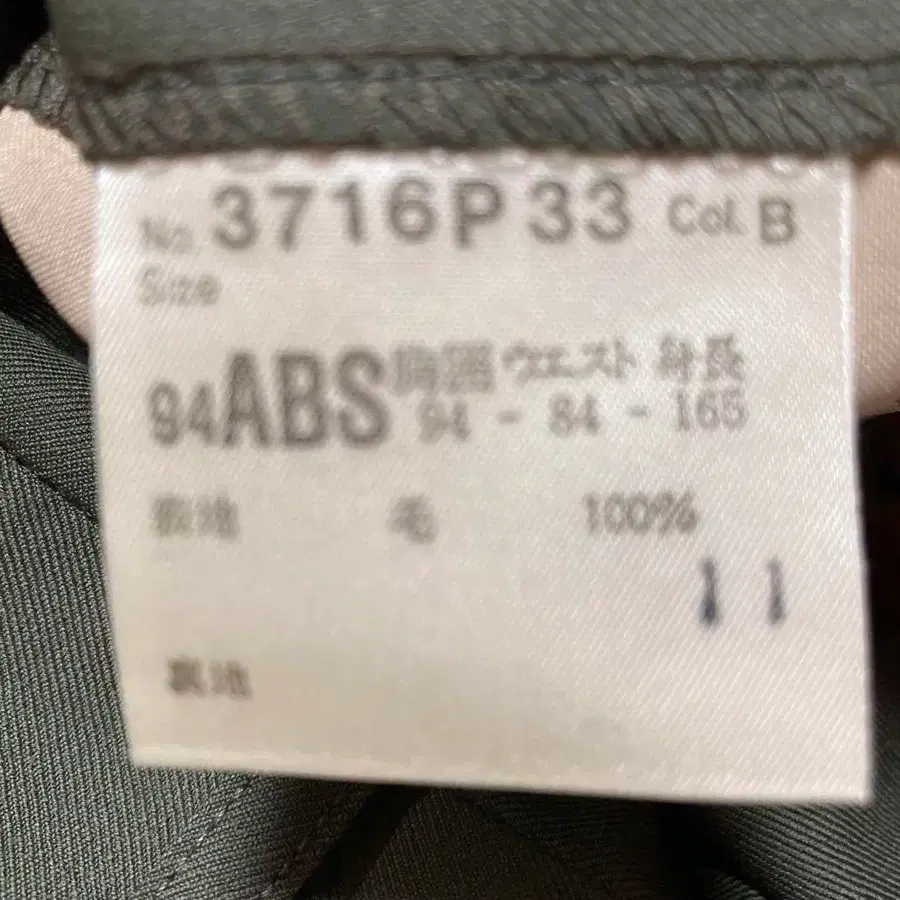 No. 3716P33 Col. B
Size
94ABS 胸囲 ウエスト 身長
94 - 84 - 165
表地 毛 100%
11
裏地